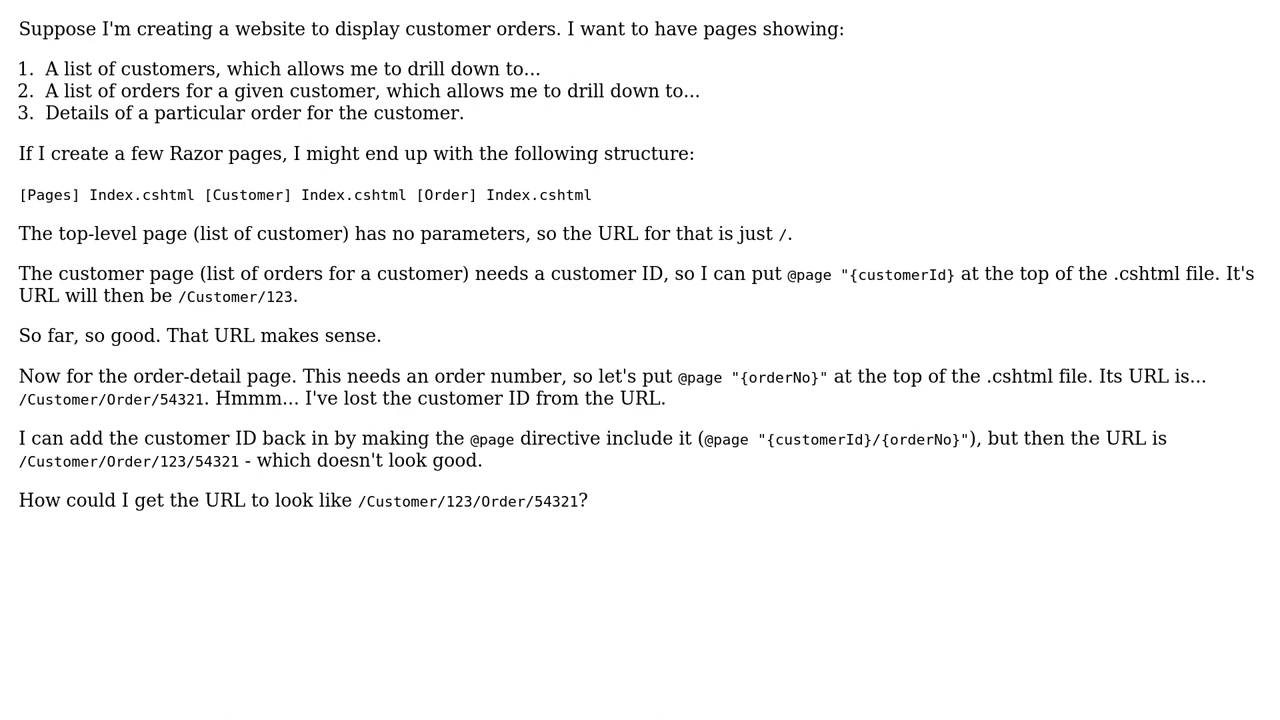 Suppose I'm creating a website to display customer orders. I want to have pages showing:
1. A list of customers, which allows me to drill down to...
2. A list of orders for a given customer, which allows me to drill down to...
3. Details of a particular order for the customer.
If I create a few Razor pages, I might end up with the following structure:
[Pages] Index.cshtml [Customer] Index.cshtml [Order] Index.cshtml
The top-level page (list of customer) has no parameters, so the URL for that is just /.
The customer page (list of orders for a customer) needs a customer ID, so I can put @page "{customerId} at the top of the .cshtml file. It's
URL will then be /Customer/123.
So far, so good. That URL makes sense.
Now for the order-detail page. This needs an order number, so let's put @page "{orderNo}" at the top of the .cshtml file. Its URL is...
/Customer/Order/54321. Hmmm... I've lost the customer ID from the URL.
I can add the customer ID back in by making the @page directive include it (@page "{customerId}/{orderNo}"), but then the URL is
/Customer/Order/123/54321 - which doesn't look good.
How could I get the URL to look like /Customer/123/Order/54321?